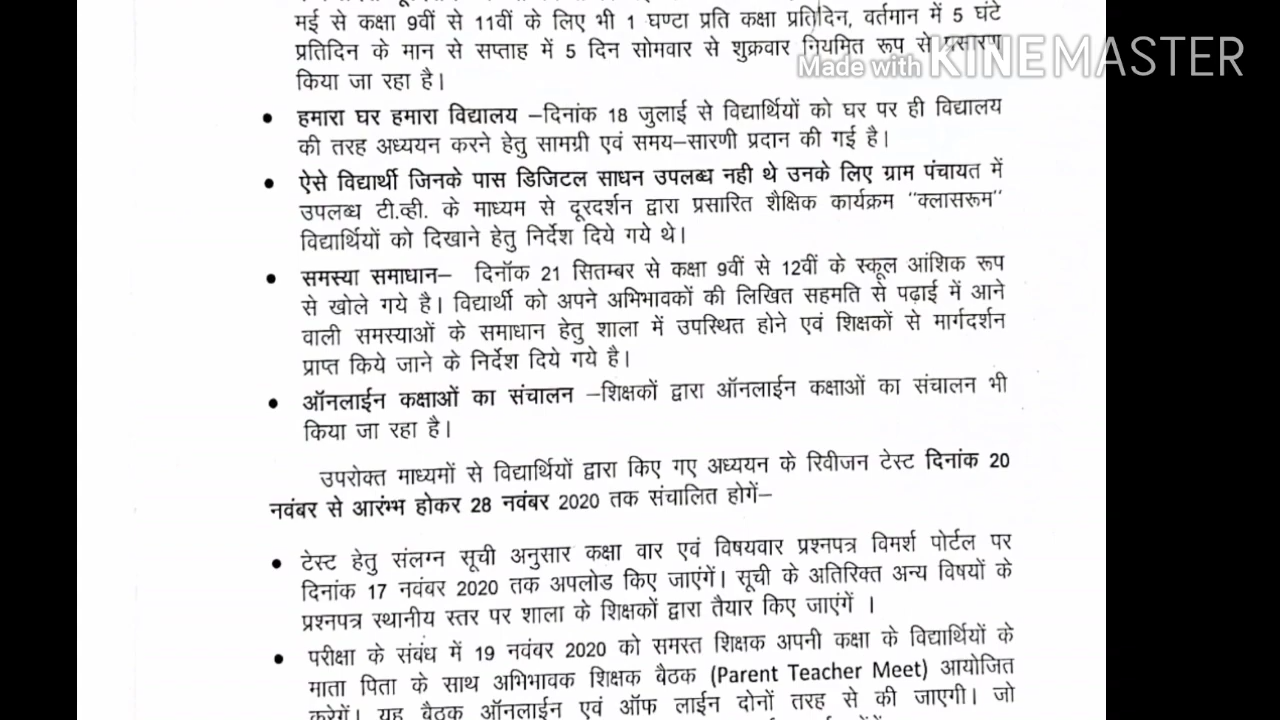 मई से कक्षा 9वीं से 11वीं के लिए भी 1 घण्टा प्रति कक्षा प्रतिदिन, वर्तमान में 5 घंटे
प्रतिदिन के मान से सप्ताह में 5 दिन सोमवार से शुक्रवार नियमित रूप से प्रसारण
किया जा रहा है।
Made with KINEMASTER
• हमारा घर हमारा विद्यालय –दिनांक 18 जुलाई से विद्यार्थियों को घर पर ही विद्यालय
की तरह अध्ययन करने हेतु सामग्री एवं समय–सारणी प्रदान की गई है।
• ऐसे विद्यार्थी जिनके पास डिजिटल साधन उपलब्ध नही थे उनके लिए ग्राम पंचायत में
उपलब्ध टी.व्ही. के माध्यम से दूरदर्शन द्वारा प्रसारित शैक्षिक कार्यक्रम "क्लासरूम"
विद्यार्थियों को दिखाने हेतु निर्देश दिये गये थे।
• समस्या समाधान– दिनॉक 21 सितम्बर से कक्षा 9वीं से 12वीं के स्कूल आंशिक रूप
से खोले गये है। विद्यार्थी को अपने अभिभावकों की लिखित सहमति से पढ़ाई में आने
वाली समस्याओं के समाधान हेतु शाला में उपस्थित होने एवं शिक्षकों से मार्गदर्शन
प्राप्त किये जाने के निर्देश दिये गये है।
• ऑनलाईन कक्षाओं का संचालन –शिक्षकों द्वारा ऑनलाईन कक्षाओं का संचालन भी
किया जा रहा है।
उपरोक्त माध्यमों से विद्यार्थियों द्वारा किए गए अध्ययन के रिवीजन टेस्ट दिनांक 20
नवंबर से आरंम्भ होकर 28 नवंबर 2020 तक संचालित होगें–
• टेस्ट हेतु संलग्न सूची अनुसार कक्षा वार एवं विषयवार प्रश्नपत्र विमर्श पोर्टल पर
दिनांक 17 नवंबर 2020 तक अपलोड किए जाएंगें। सूची के अतिरिक्त अन्य विषयों के
प्रश्नपत्र स्थानीय स्तर पर शाला के शिक्षकों द्वारा तैयार किए जाएंगें ।
• परीक्षा के संबंध में 19 नवंबर 2020 को समस्त शिक्षक अपनी कक्षा के विद्यार्थियों के
माता पिता के साथ अभिभावक शिक्षक बैठक (Parent Teacher Meet) आयोजित
करेगें। यह बैठक ऑनलाईन एवं ऑफ लाईन दोनों तरह से की जाएगी। जो